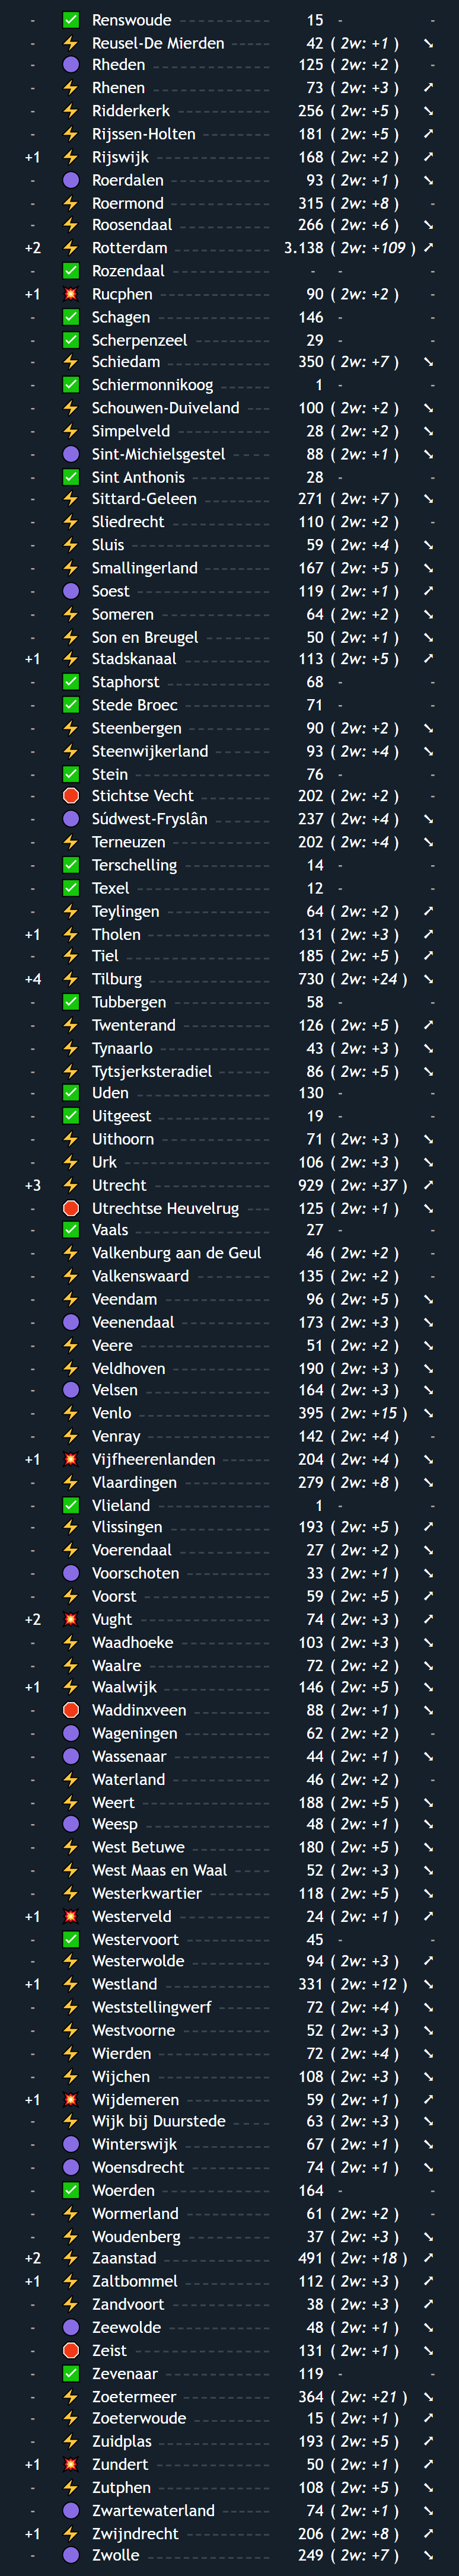 - ✅ Renswoude 15 - -
- ⚡ Reusel-De Mierden 42 ( 2w: +1 ) ➘
- 🟣 Rheden 125 ( 2w: +2 ) -
- ⚡ Rhenen 73 ( 2w: +3 ) ➚
- ⚡ Ridderkerk 256 ( 2w: +5 ) ➘
- ⚡ Rijssen-Holten 181 ( 2w: +5 ) ➚
+1 ⚡ Rijswijk 168 ( 2w: +2 ) ➚
- 🟣 Roerdalen 93 ( 2w: +1 ) ➘
- ⚡ Roermond 315 ( 2w: +8 ) -
- ⚡ Roosendaal 266 ( 2w: +6 ) ➘
+2 ⚡ Rotterdam 3.138 ( 2w: +109 ) ➚
- ✅ Rozendaal - - -
+1 💥 Rucphen 90 ( 2w: +2 ) -
- ✅ Schagen 146 - -
- ✅ Scherpenzeel 29 - -
- ⚡ Schiedam 350 ( 2w: +7 ) ➘
- ✅ Schiermonnikoog 1 - -
- ⚡ Schouwen-Duiveland 100 ( 2w: +2 ) ➘
- ⚡ Simpelveld 28 ( 2w: +2 ) ➘
- 🟣 Sint-Michielsgestel 88 ( 2w: +1 ) ➘
- ✅ Sint Anthonis 28 - -
- ⚡ Sittard-Geleen 271 ( 2w: +7 ) ➘
- ⚡ Sliedrecht 110 ( 2w: +2 ) -
- ⚡ Sluis 59 ( 2w: +4 ) ➘
- ⚡ Smallingerland 167 ( 2w: +5 ) ➘
- 🟣 Soest 119 ( 2w: +1 ) ➚
- ⚡ Someren 64 ( 2w: +2 ) ➘
- ⚡ Son en Breugel 50 ( 2w: +1 ) ➘
+1 ⚡ Stadskanaal 113 ( 2w: +5 ) ➚
- ✅ Staphorst 68 - -
- ✅ Stede Broec 71 - -
- ⚡ Steenbergen 90 ( 2w: +2 ) ➘
- ⚡ Steenwijkerland 93 ( 2w: +4 ) ➘
- ✅ Stein 76 - -
- 🛑 Stichtse Vecht 202 ( 2w: +2 ) -
- 🟣 Súdwest-Fryslân 237 ( 2w: +4 ) ➘
- ⚡ Terneuzen 202 ( 2w: +4 ) ➘
- ✅ Terschelling 14 - -
- ✅ Texel 12 - -
- ⚡ Teylingen 64 ( 2w: +2 ) ➚
+1 ⚡ Tholen 131 ( 2w: +3 ) ➚
- ⚡ Tiel 185 ( 2w: +5 ) ➚
+4 ⚡ Tilburg 730 ( 2w: +24 ) ➘
- ✅ Tubbergen 58 - -
- ⚡ Twenterand 126 ( 2w: +5 ) ➚
- ⚡ Tynaarlo 43 ( 2w: +3 ) ➘
- ⚡ Tytsjerksteradiel 86 ( 2w: +5 ) ➘
- ✅ Uden 130 - -
- ✅ Uitgeest 19 - -
- ⚡ Uithoorn 71 ( 2w: +3 ) ➘
- ⚡ Urk 106 ( 2w: +3 ) ➘
+3 ⚡ Utrecht 929 ( 2w: +37 ) ➚
- 🛑 Utrechtse Heuvelrug 125 ( 2w: +1 ) ➘
- ✅ Vaals 27 - -
- ⚡ Valkenburg aan de Geul 46 ( 2w: +2 ) -
- ⚡ Valkenswaard 135 ( 2w: +2 ) -
- ⚡ Veendam 96 ( 2w: +5 ) ➘
- 🟣 Veenendaal 173 ( 2w: +3 ) ➘
- ⚡ Veere 51 ( 2w: +2 ) ➘
- ⚡ Veldhoven 190 ( 2w: +3 ) ➘
- 🟣 Velsen 164 ( 2w: +3 ) ➘
- ⚡ Venlo 395 ( 2w: +15 ) ➘
- ⚡ Venray 142 ( 2w: +4 ) -
+1 💥 Vijfheerenlanden 204 ( 2w: +4 ) ➘
- ⚡ Vlaardingen 279 ( 2w: +8 ) ➘
- ✅ Vlieland 1 - -
- ⚡ Vlissingen 193 ( 2w: +5 ) ➚
- ⚡ Voerendaal 27 ( 2w: +2 ) ➘
- 🟣 Voorschoten 33 ( 2w: +1 ) ➘
- ⚡ Voorst 59 ( 2w: +5 ) ➚
+2 💥 Vught 74 ( 2w: +3 ) ➚
- ⚡ Waadhoeke 103 ( 2w: +3 ) ➘
- ⚡ Waalre 72 ( 2w: +2 ) ➘
+1 ⚡ Waalwijk 146 ( 2w: +5 ) ➘
- 🛑 Waddinxveen 88 ( 2w: +1 ) ➘
- 🟣 Wageningen 62 ( 2w: +2 ) -
- 🟣 Wassenaar 44 ( 2w: +1 ) ➘
- ⚡ Waterland 46 ( 2w: +2 ) -
- ⚡ Weert 188 ( 2w: +5 ) ➘
- 🟣 Weesp 48 ( 2w: +1 ) ➘
- ⚡ West Betuwe 180 ( 2w: +5 ) ➘
- ⚡ West Maas en Waal 52 ( 2w: +3 ) ➘
- ⚡ Westerkwartier 118 ( 2w: +5 ) ➘
+1 💥 Westerveld 24 ( 2w: +1 ) ➚
- ✅ Westervoort 45 - -
- ⚡ Westerwolde 94 ( 2w: +3 ) ➚
+1 ⚡ Westland 331 ( 2w: +12 ) ➘
- ⚡ Weststellingwerf 72 ( 2w: +4 ) ➘
- ⚡ Westvoorne 52 ( 2w: +3 ) ➘
- ⚡ Wierden 72 ( 2w: +4 ) ➘
- ⚡ Wijchen 108 ( 2w: +3 ) ➘
+1 💥 Wijdemeren 59 ( 2w: +1 ) ➚
- ⚡ Wijk bij Duurstede 63 ( 2w: +3 ) ➘
- 🟣 Winterswijk 67 ( 2w: +1 ) ➘
- 🟣 Woensdrecht 74 ( 2w: +1 ) ➘
- ✅ Woerden 164 - -
- ⚡ Wormerland 61 ( 2w: +2 ) -
- ⚡ Woudenberg 37 ( 2w: +3 ) ➘
+2 ⚡ Zaanstad 491 ( 2w: +18 ) ➚
+1 ⚡ Zaltbommel 112 ( 2w: +3 ) ➚
- ⚡ Zandvoort 38 ( 2w: +3 ) ➚
- 🟣 Zeewolde 48 ( 2w: +1 ) ➘
- 🛑 Zeist 131 ( 2w: +1 ) ➘
- ✅ Zevenaar 119 - -
- ⚡ Zoetermeer 364 ( 2w: +21 ) ➘
- ⚡ Zoeterwoude 15 ( 2w: +1 ) ➚
- ⚡ Zuidplas 193 ( 2w: +5 ) ➚
+1 💥 Zundert 50 ( 2w: +1 ) ➚
- ⚡ Zutphen 108 ( 2w: +5 ) ➘
- 🟣 Zwartewaterland 74 ( 2w: +1 ) ➘
+1 ⚡ Zwijndrecht 206 ( 2w: +8 ) ➚
- 🟣 Zwolle 249 ( 2w: +7 ) ➘